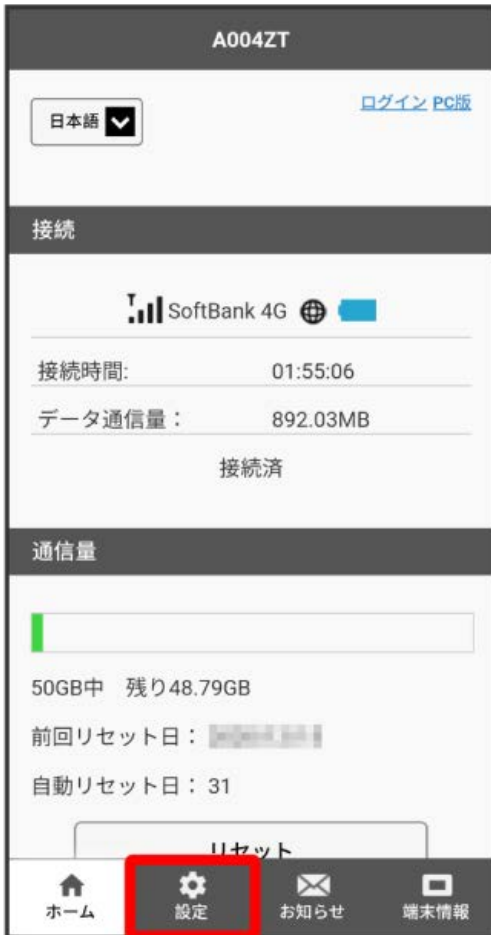 A004ZT
日本語
ログイン PC版
接続
SoftBank 4G
接続時間: 01:55:06
データ通信量： 892.03MB
接続済
通信量
50GB中 残り48.79GB
前回リセット日：
自動リセット日：31
リセット
ホーム 設定 お知らせ 端末情報